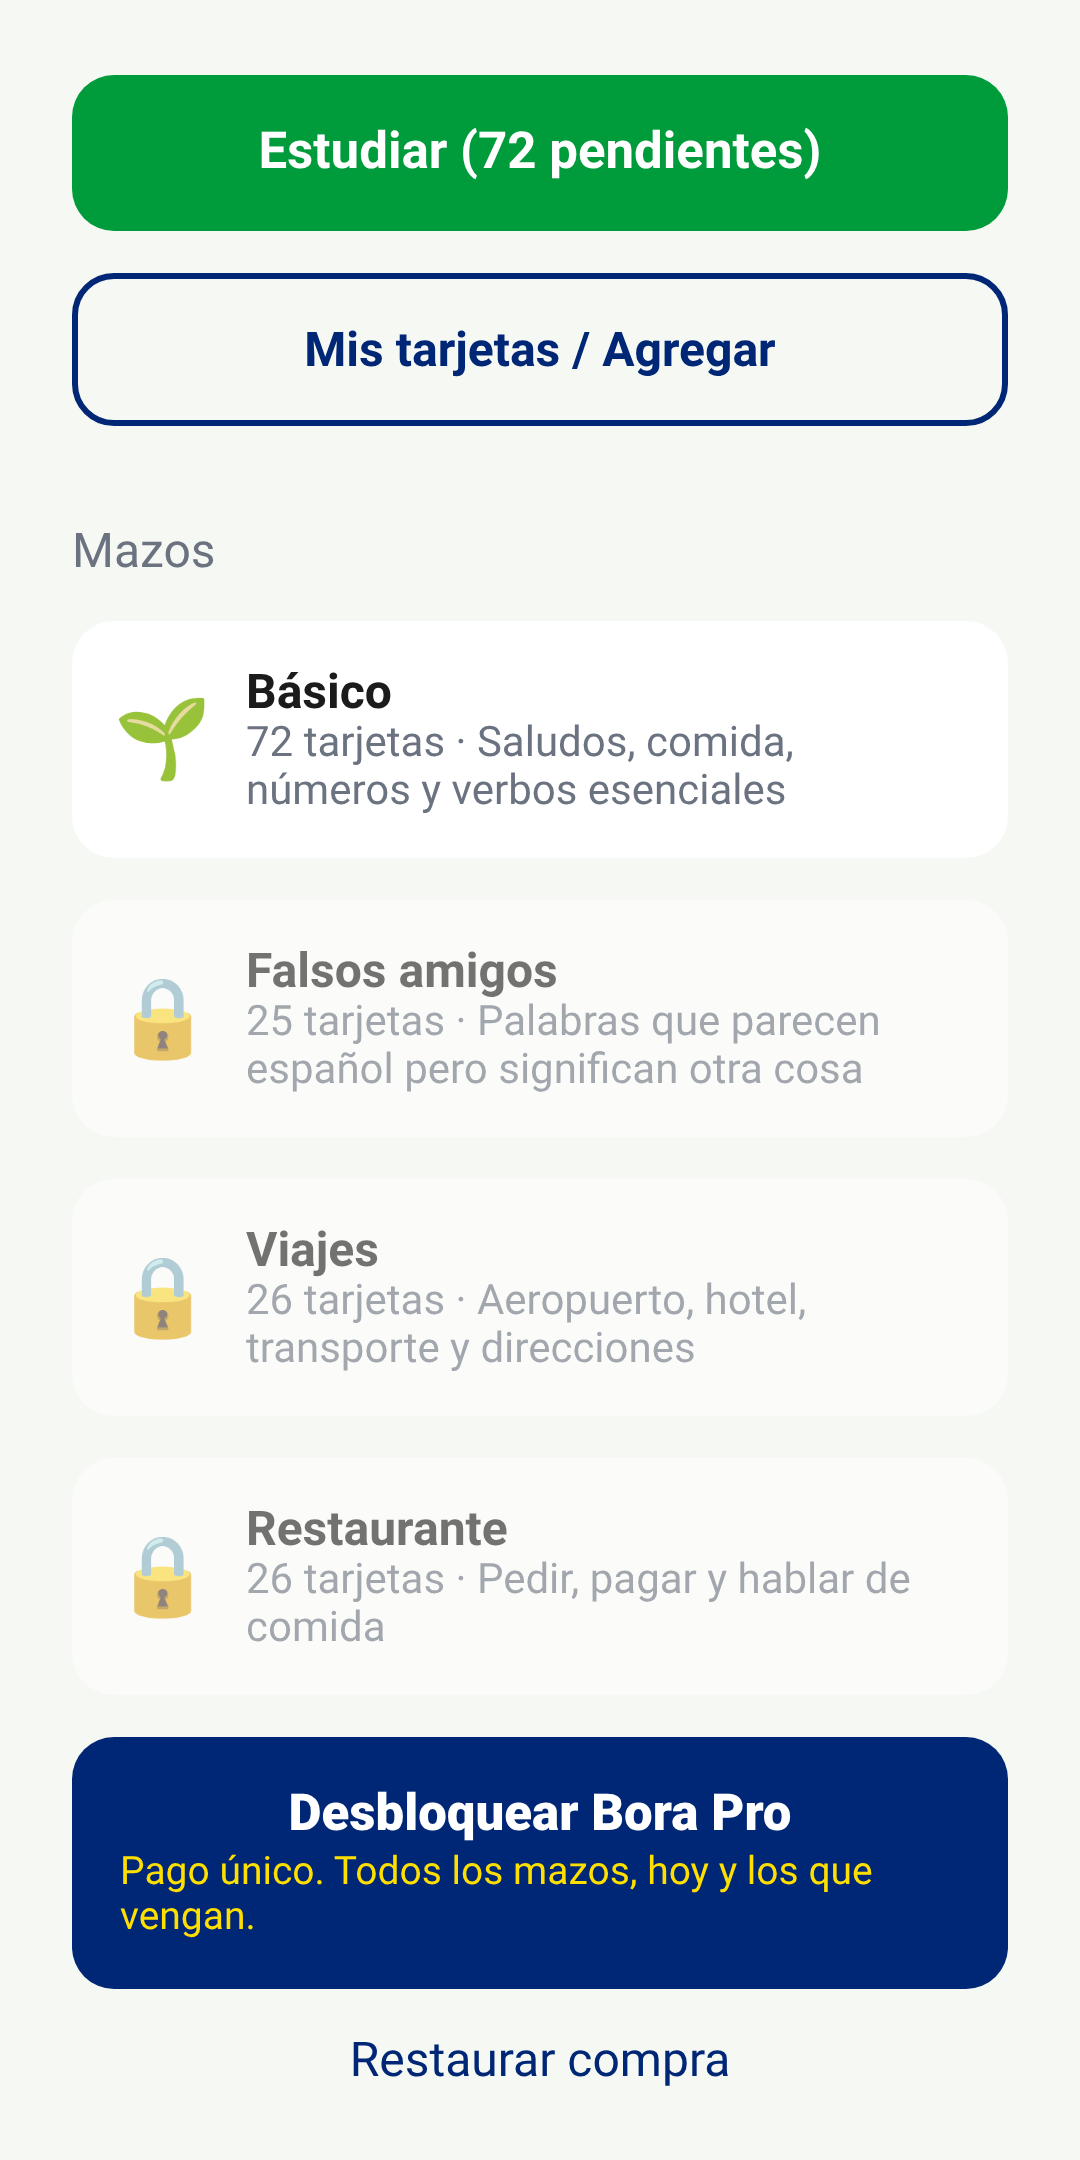 Estudiar (72 pendientes)
Mis tarjetas / Agregar
Mazos
Básico
72 tarjetas · Saludos, comida,
números y verbos esenciales
Falsos amigos
25 tarjetas · Palabras que parecen
español pero significan otra cosa
Viajes
26 tarjetas · Aeropuerto, hotel,
transporte y direcciones
Restaurante
26 tarjetas · Pedir, pagar y hablar de
comida
Desbloquear Bora Pro
Pago único. Todos los mazos, hoy y los que
vengan.
Restaurar compra